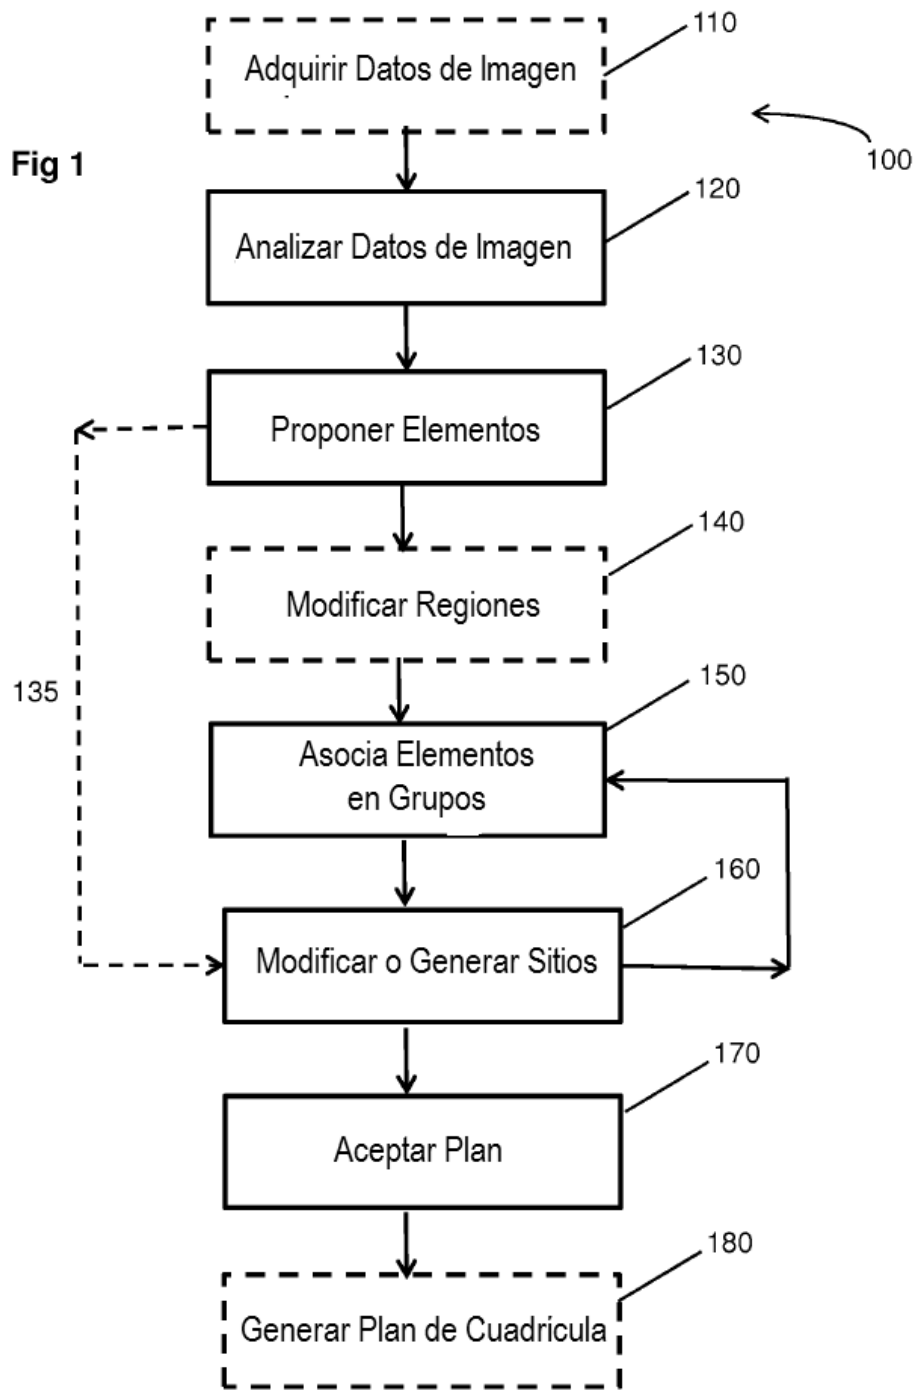 110
Adquirir Datos de Imagen
100
Fig 1
120
Analizar Datos de Imagen
130
Proponer Elementos
140
Modificar Regiones
135
150
Asocia Elementos
en Grupos
160
Modificar o Generar Sitios
170
Aceptar Plan
180
Generar Plan de Cuadrícula